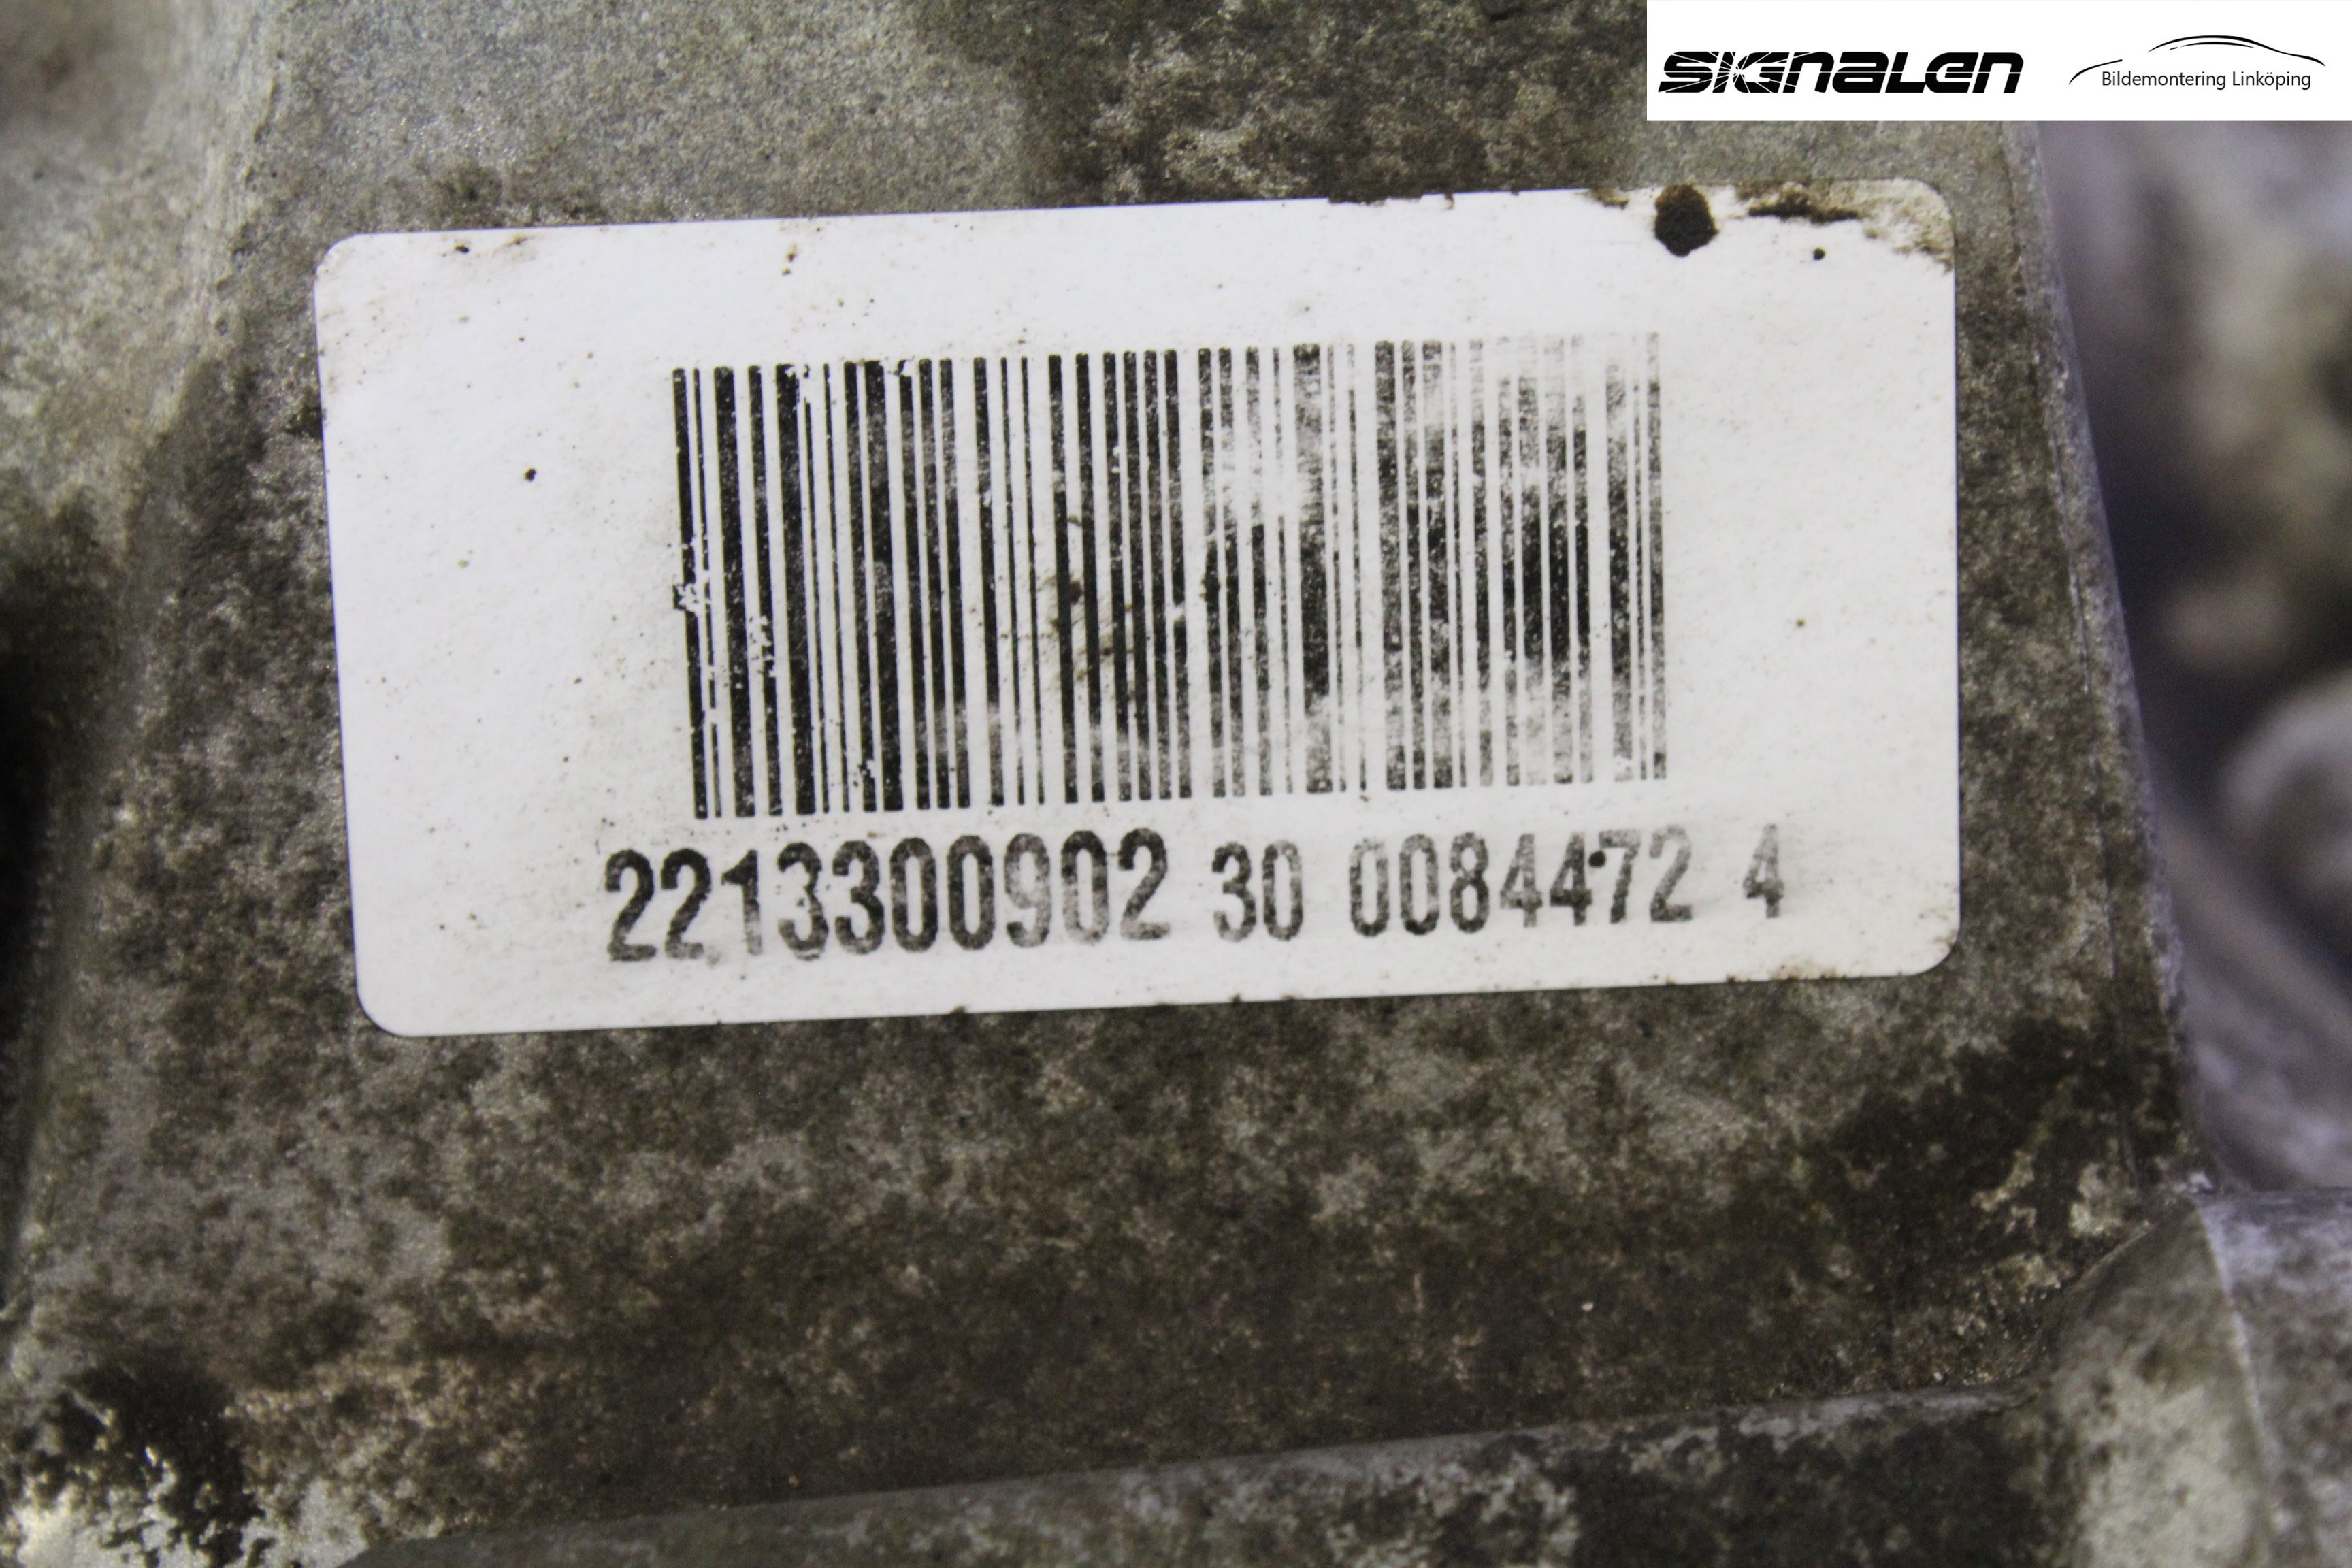 SIGNALEN
Bildemontering Linköping
2213300902 30 0084472 4